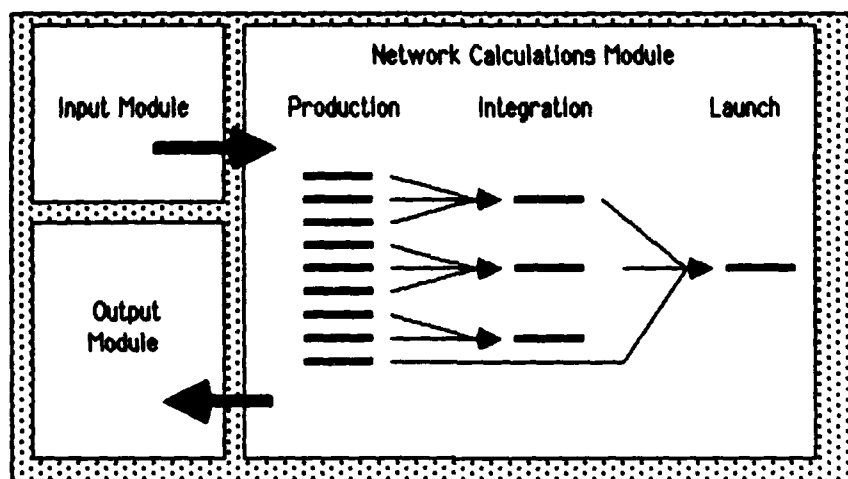 Network Calculations Module
Input Module
Production
Integration
Launch
Output
Module